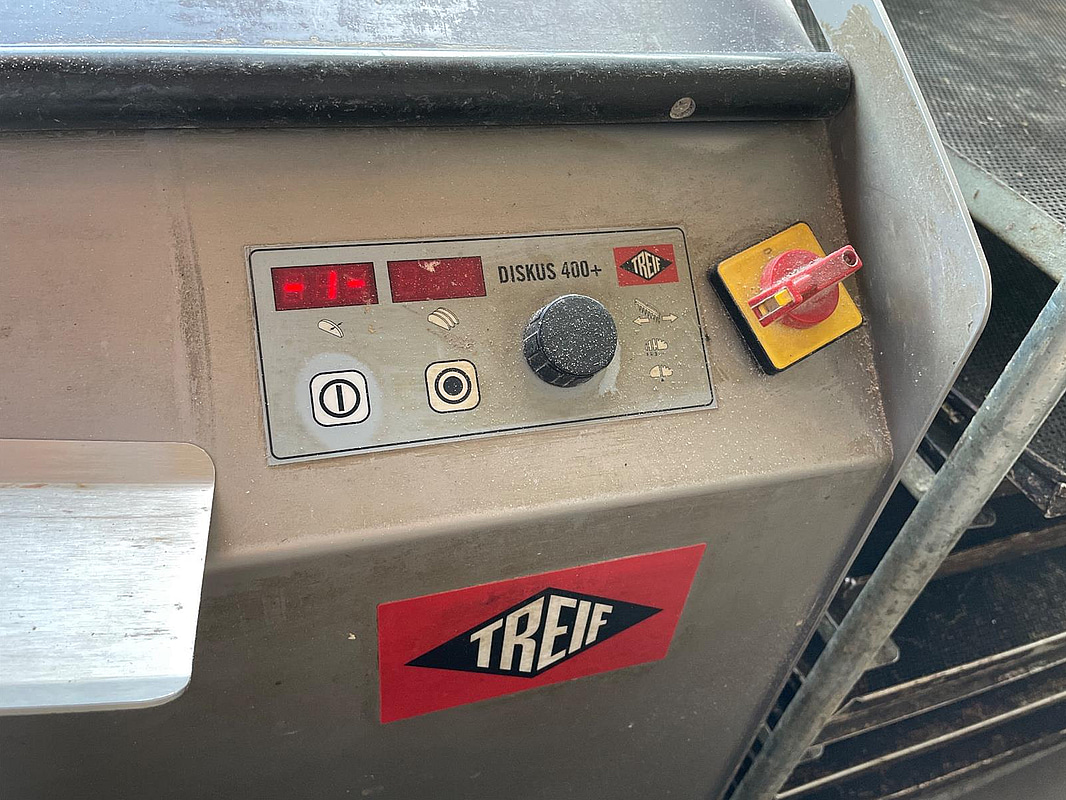 -1-
DISKUS 400+
TREIF
TREIF